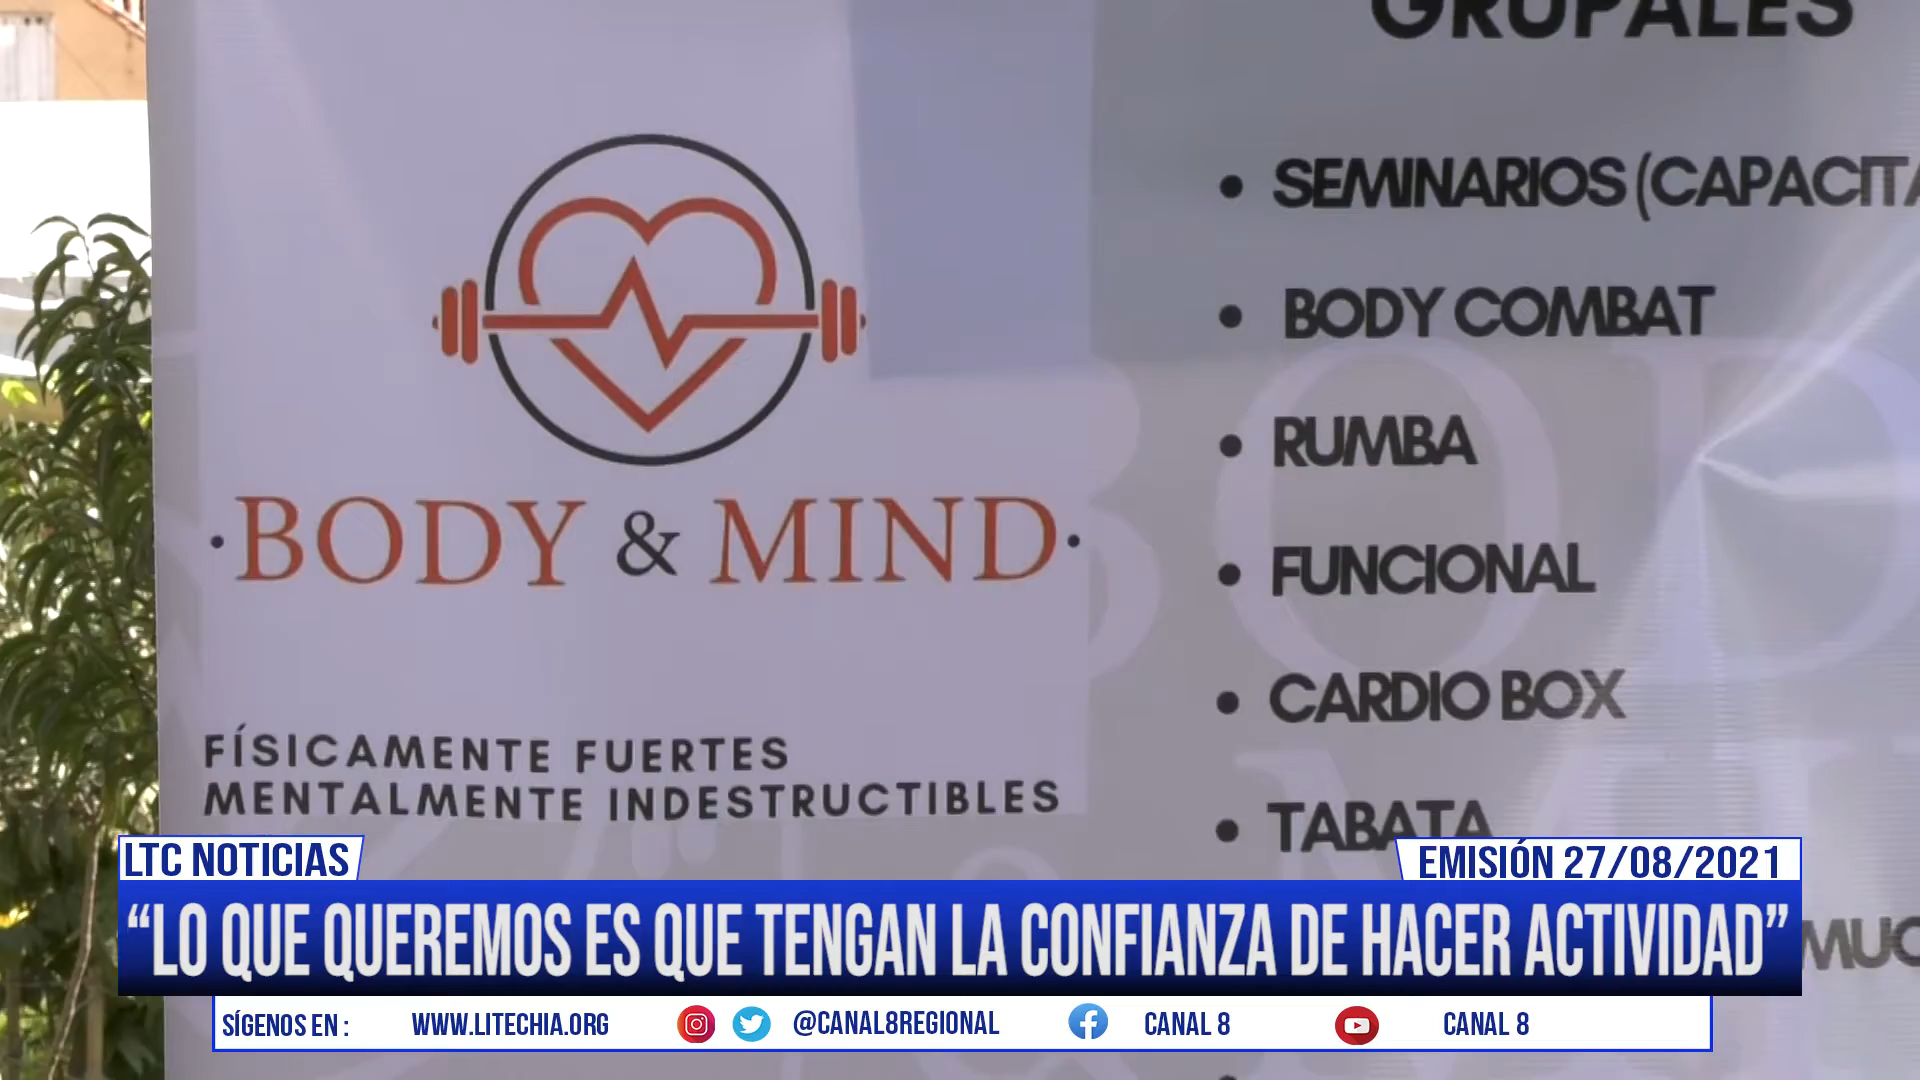 GRUPALES
• SEMINARIOS (CAPACITA
• BODY COMBAT
• RUMBA
• FUNCIONAL
• CARDIO BOX
• TABATA
·BODY & MIND·
FÍSICAMENTE FUERTES
MENTALMENTE INDESTRUCTIBLES
LTC NOTICIAS
EMISIÓN 27/08/2021
“LO QUE QUEREMOS ES QUE TENGAN LA CONFIANZA DE HACER ACTIVIDAD”
SÍGENOS EN : WWW.LITECHIA.ORG @CANAL8REGIONAL CANAL 8 CANAL 8